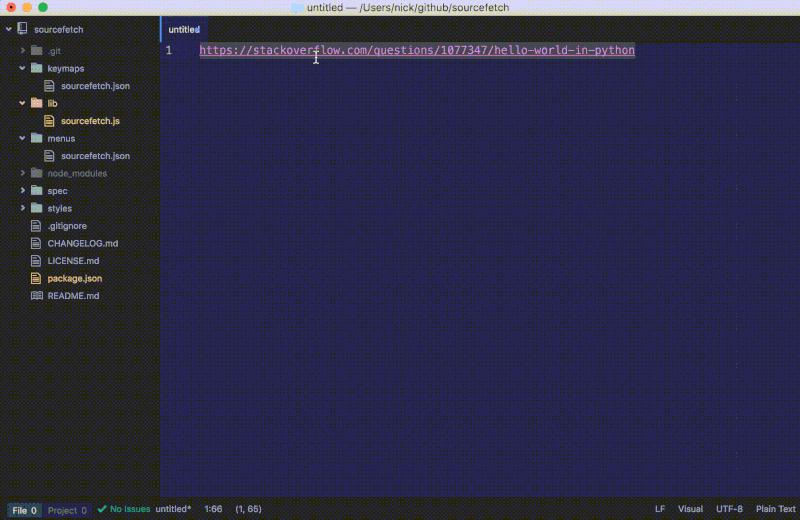 untitled — /Users/nick/github/sourcefetch
sourcefetch
.git
keymaps
sourcefetch.json
lib
sourcefetch.js
menus
sourcefetch.json
node_modules
spec
styles
.gitignore
CHANGELOG.md
LICENSE.md
package.json
README.md
untitled
1 https://stackoverflow.com/questions/1077347/hello-world-in-python
File 0 Project 0 No Issues untitled* 1:66 (1, 65) LF Visual UTF-8 Plain Text